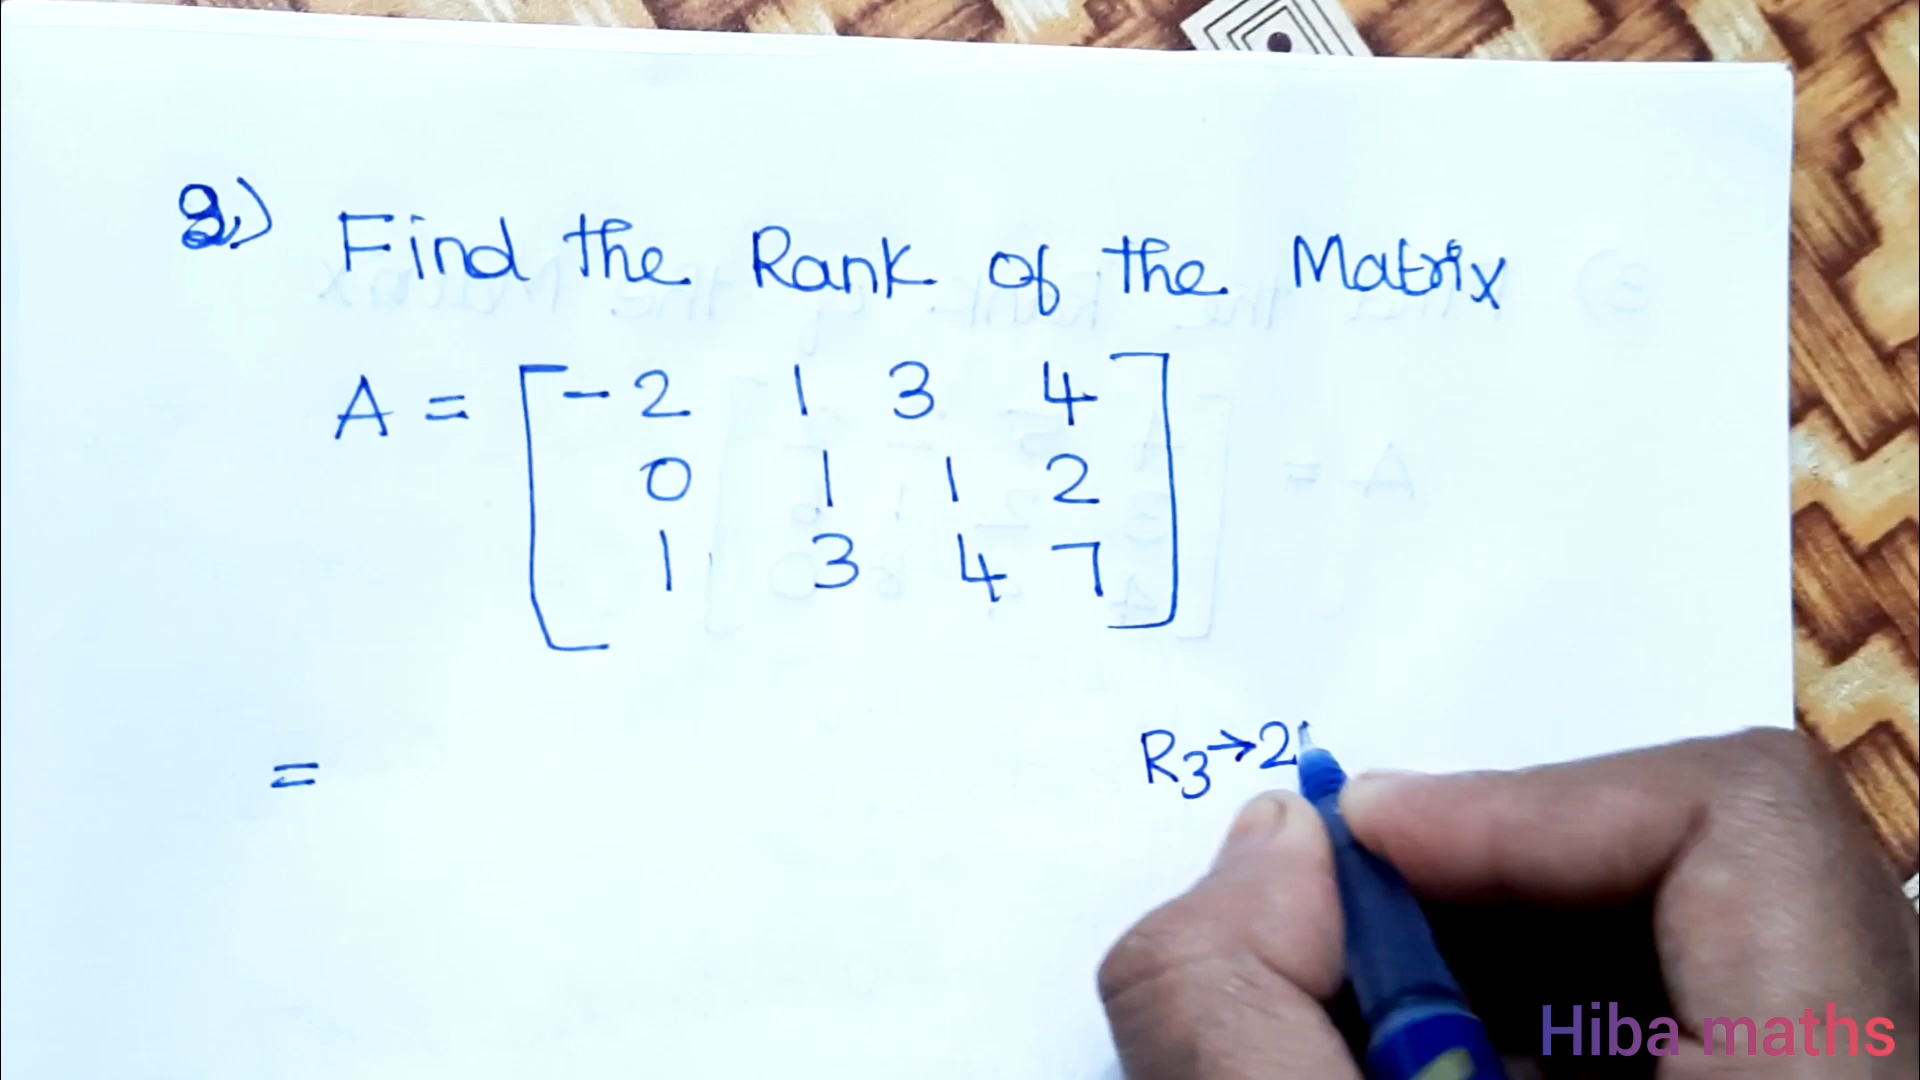 2.) Find the Rank of the Matrix
A = [ -2 1 3 4
0 1 1 2
1 3 4 7 ]
= R₃→2
Hiba maths